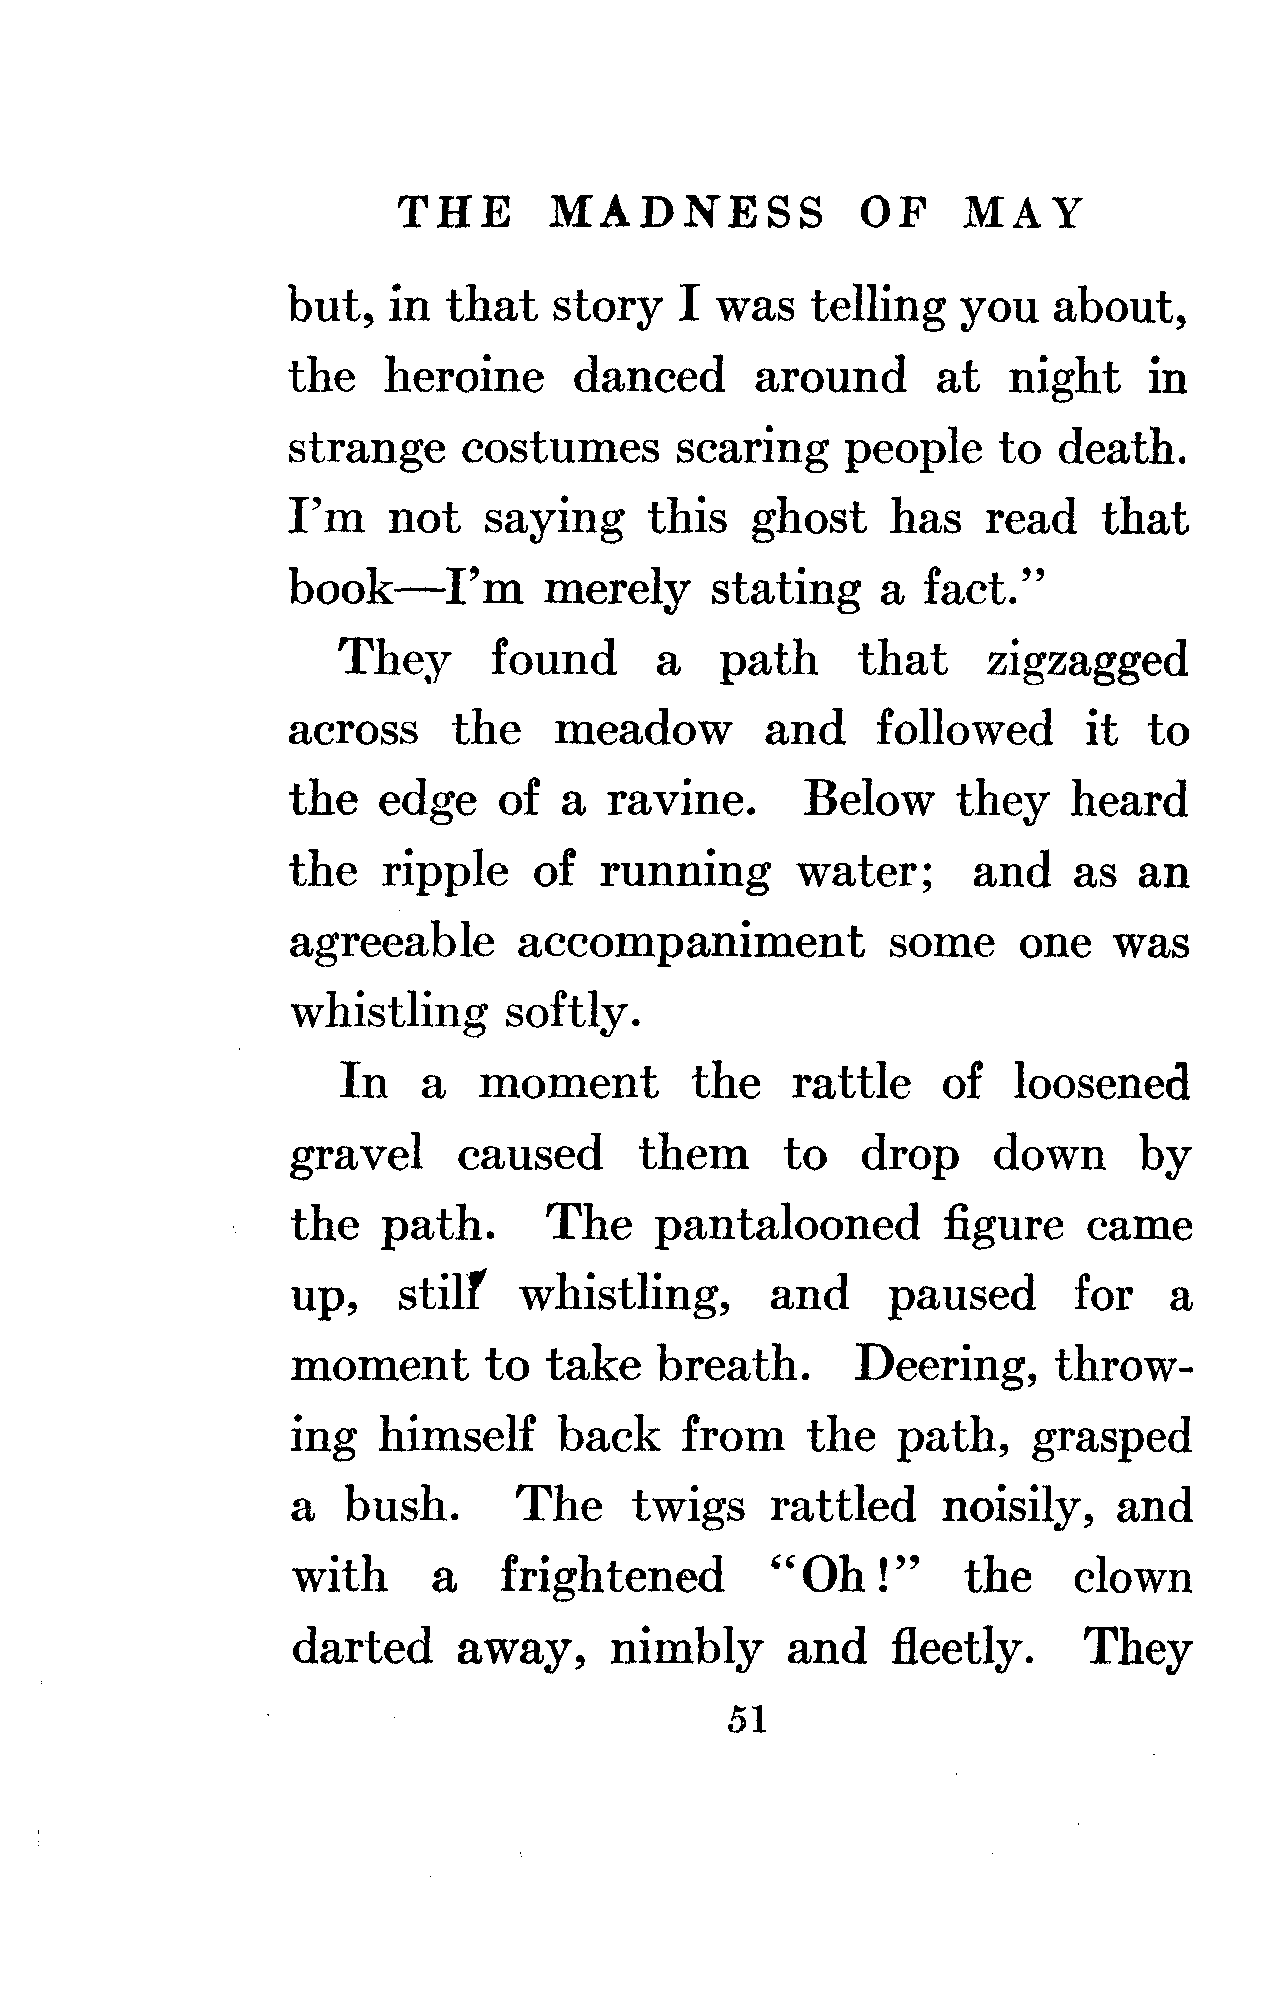 THE MADNESS OF MAY
but, in that story I was telling you about,
the heroine danced around at night in
strange costumes scaring people to death.
I'm not saying this ghost has read that
book—I'm merely stating a fact.”
They found a path that zigzagged
across the meadow and followed it to
the edge of a ravine. Below they heard
the ripple of running water; and as an
agreeable accompaniment some one was
whistling softly.
In a moment the rattle of loosened
gravel caused them to drop down by
the path. The pantalooned figure came
up, still whistling, and paused for a
moment to take breath. Deering, throw-
ing himself back from the path, grasped
a bush. The twigs rattled noisily, and
with a frightened “Oh!” the clown
darted away, nimbly and fleetly. They
51